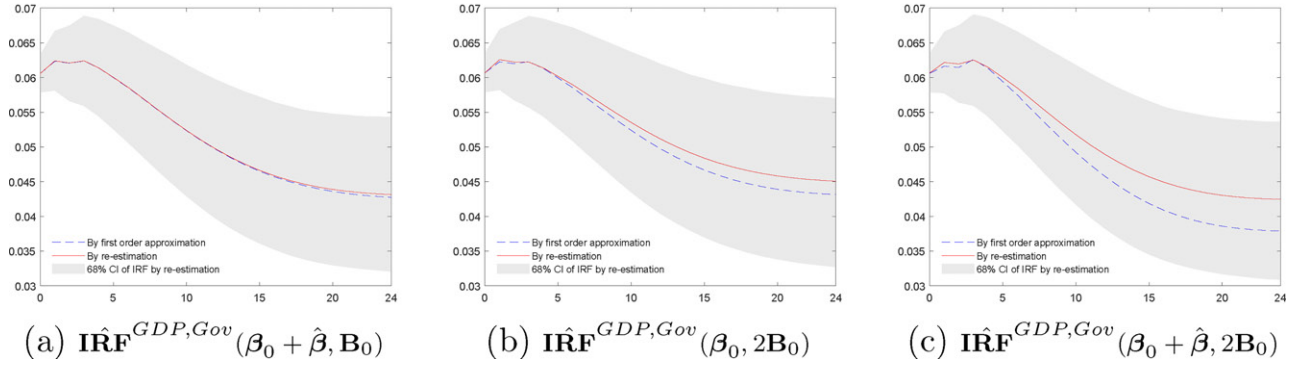 0.07
0.065
0.06
0.055
0.05
0.045
0.04
0.035
0.03
By first order approximation
By re-estimation
68% CI of IRF by re-estimation
0 5 10 15 20 24
(a) IR̂F^{GDP,Gov}(β₀ + β̂, B₀)
0.07
0.065
0.06
0.055
0.05
0.045
0.04
0.035
0.03
By first order approximation
By re-estimation
68% CI of IRF by re-estimation
0 5 10 15 20 24
(b) IR̂F^{GDP,Gov}(β₀, 2B₀)
0.07
0.065
0.06
0.055
0.05
0.045
0.04
0.035
0.03
By first order approximation
By re-estimation
68% CI of IRF by re-estimation
0 5 10 15 20 24
(c) IR̂F^{GDP,Gov}(β₀ + β̂, 2B₀)